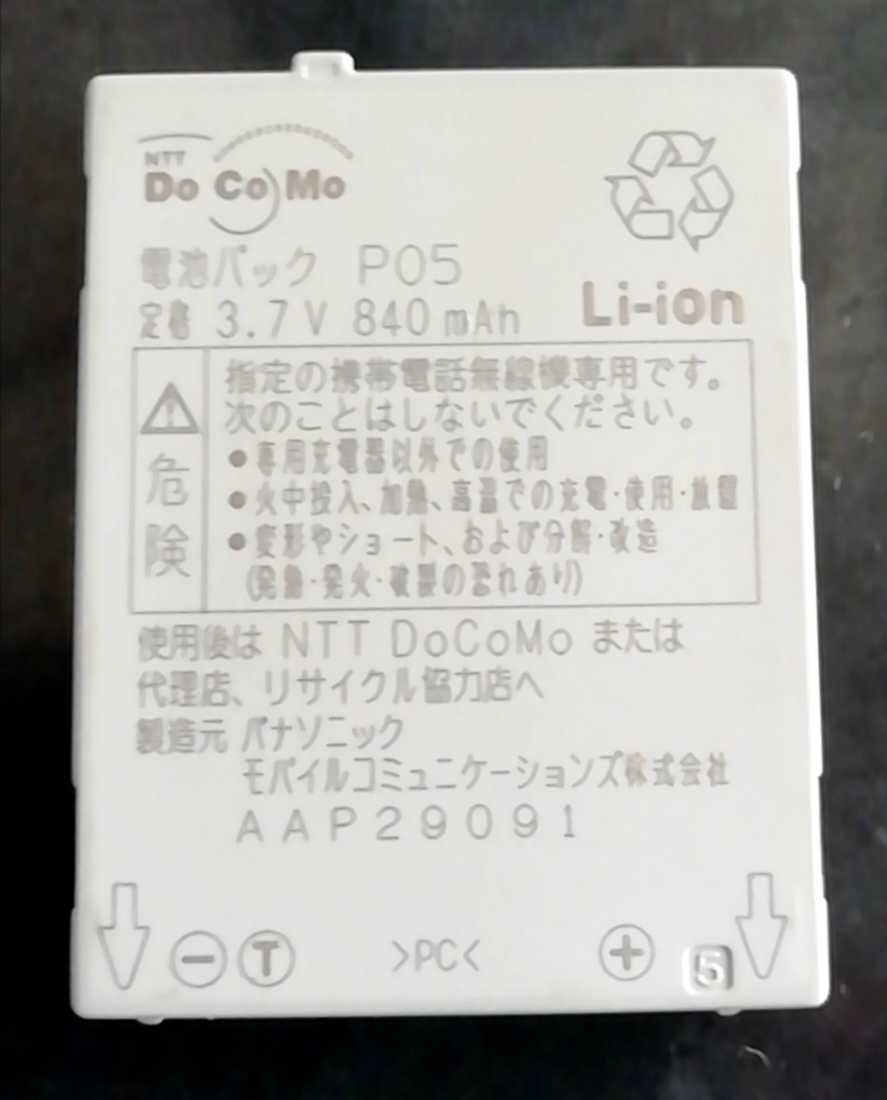 NTT
DoCoMo
電池パック P05
定格 3.7V 840mAh
Li-ion
危険
指定の携帯電話無線機専用です。
次のことはしないでください。
●専用充電器以外での使用
●火中投入、加熱、高温での充電・使用・放置
●変形やショート、および分解・改造
(発熱・発火・破裂の恐れあり)
使用後は NTT DoCoMo または
代理店、リサイクル協力店へ
製造元 パナソニック
モバイルコミュニケーションズ株式会社
AAP29091
− T >PC< + 5